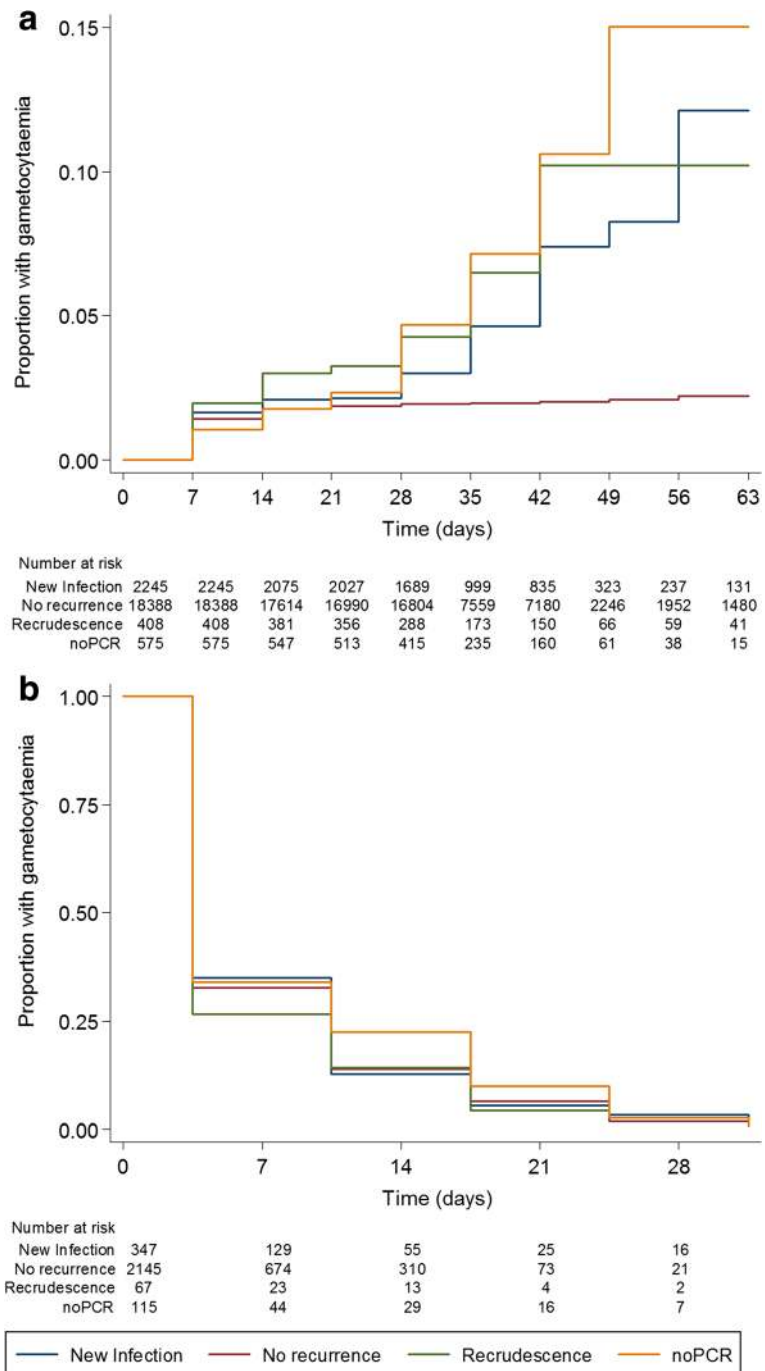 a
0.15
0.10
0.05
0.00
Proportion with gametocytaemia
0 7 14 21 28 35 42 49 56 63
Time (days)
Number at risk
New Infection 2245 2245 2075 2027 1689 999 835 323 237 131
No recurrence 18388 18388 17614 16990 16804 7559 7180 2246 1952 1480
Recrudescence 408 408 381 356 288 173 150 66 59 41
noPCR 575 575 547 513 415 235 160 61 38 15
b
1.00
0.75
0.50
0.25
0.00
Proportion with gametocytaemia
0 7 14 21 28
Time (days)
Number at risk
New Infection 347 129 55 25 16
No recurrence 2145 674 310 73 21
Recrudescence 67 23 13 4 2
noPCR 115 44 29 16 7
New Infection No recurrence Recrudescence noPCR